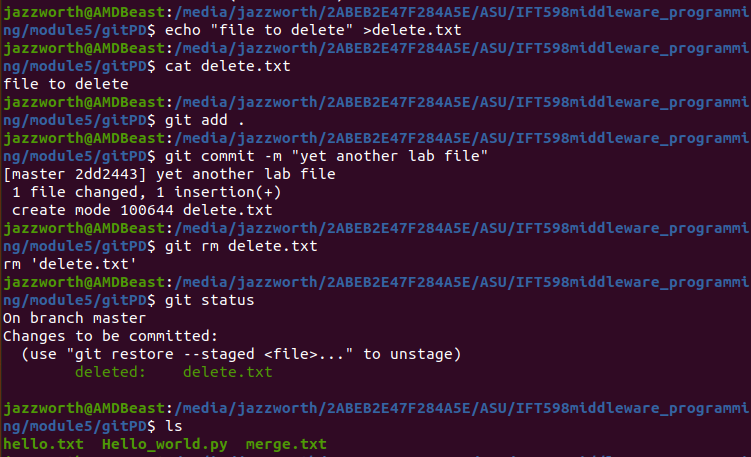 jazzworth@AMDBeast:/media/jazzworth/2ABEB2E47F284A5E/ASU/IFT598middleware_programmi
ng/module5/gitPD$ echo "file to delete" >delete.txt
jazzworth@AMDBeast:/media/jazzworth/2ABEB2E47F284A5E/ASU/IFT598middleware_programmi
ng/module5/gitPD$ cat delete.txt
file to delete
jazzworth@AMDBeast:/media/jazzworth/2ABEB2E47F284A5E/ASU/IFT598middleware_programmi
ng/module5/gitPD$ git add .
jazzworth@AMDBeast:/media/jazzworth/2ABEB2E47F284A5E/ASU/IFT598middleware_programmi
ng/module5/gitPD$ git commit -m "yet another lab file"
[master 2dd2443] yet another lab file
 1 file changed, 1 insertion(+)
 create mode 100644 delete.txt
jazzworth@AMDBeast:/media/jazzworth/2ABEB2E47F284A5E/ASU/IFT598middleware_programmi
ng/module5/gitPD$ git rm delete.txt
rm 'delete.txt'
jazzworth@AMDBeast:/media/jazzworth/2ABEB2E47F284A5E/ASU/IFT598middleware_programmi
ng/module5/gitPD$ git status
On branch master
Changes to be committed:
  (use "git restore --staged <file>..." to unstage)
        deleted:    delete.txt

jazzworth@AMDBeast:/media/jazzworth/2ABEB2E47F284A5E/ASU/IFT598middleware_programmi
ng/module5/gitPD$ ls
hello.txt  Hello_world.py  merge.txt